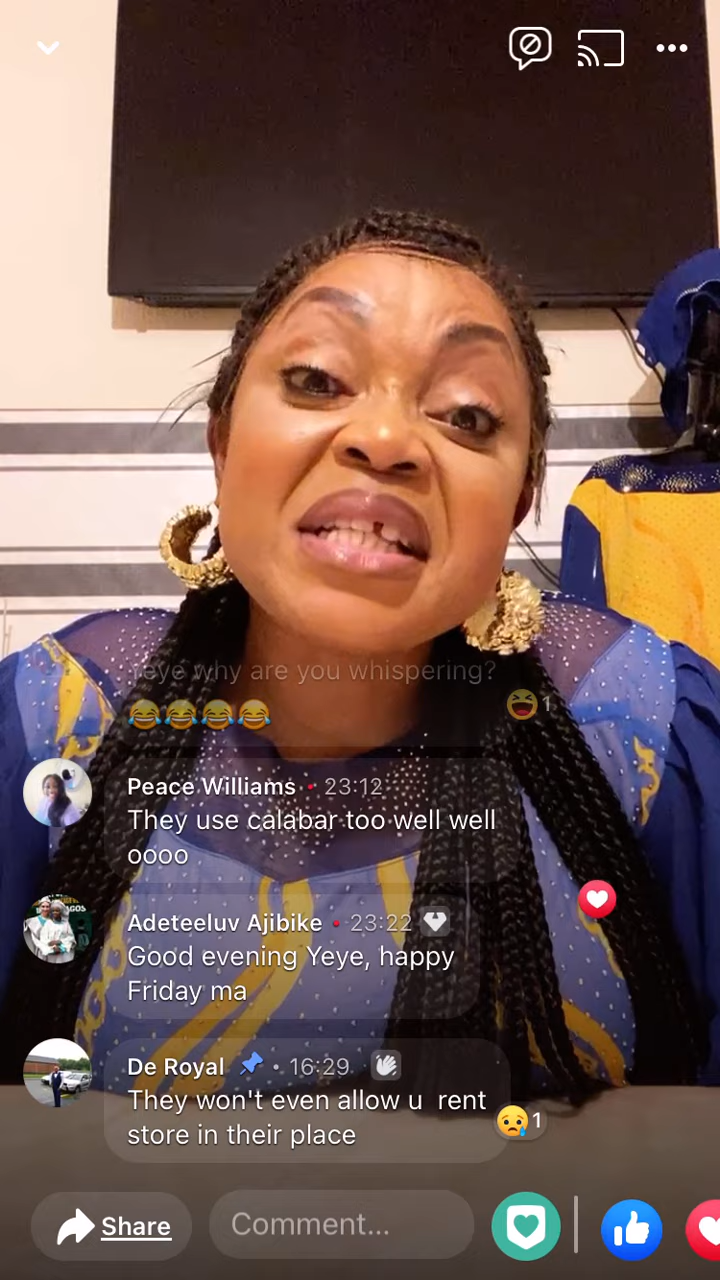 Yeye why are you whispering?
😂😂😂😂
😆 1
Peace Williams • 23:12
They use calabar too well well
oooo
Adeteeluv Ajibike • 23:22
Good evening Yeye, happy
Friday ma
De Royal 📌 • 16:29
They won't even allow u rent
store in their place
😢 1
Share
Comment...